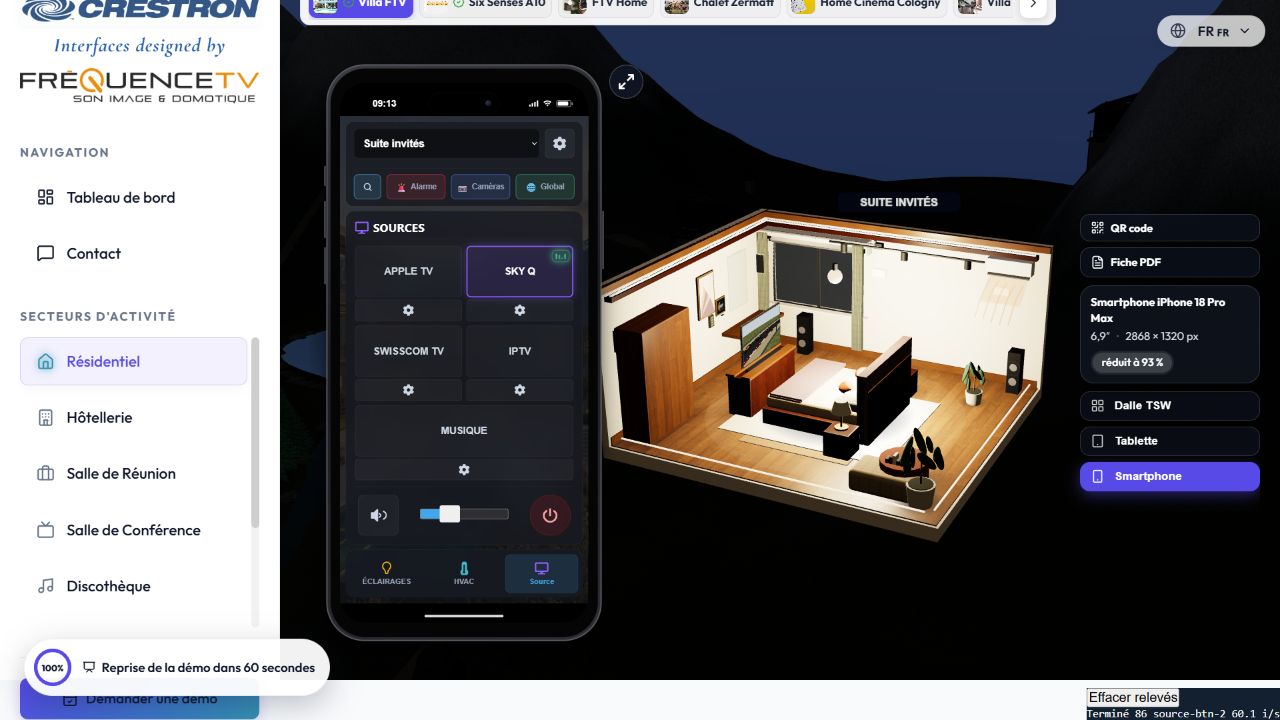 CRESTRON
Interfaces designed by
FRÉQUENCETV
SON IMAGE & DOMOTIQUE
NAVIGATION
Tableau de bord
Contact
SECTEURS D'ACTIVITÉ
Résidentiel
Hôtellerie
Salle de Réunion
Salle de Conférence
Discothèque
100%
Reprise de la démo dans 60 secondes
Demander une démo
Villa FTV
Six Senses A10
FTV Home
Chalet Zermatt
Home Cinema Cologny
Villa
FR FR
09:13
Suite invités
Alarme
Caméras
Global
SOURCES
APPLE TV
SKY Q
SWISSCOM TV
IPTV
MUSIQUE
ÉCLAIRAGES
HVAC
Source
SUITE INVITÉS
QR code
Fiche PDF
Smartphone iPhone 18 Pro
Max
6,9" · 2868 × 1320 px
réduit à 93 %
Dalle TSW
Tablette
Smartphone
Effacer relevés
Terminé 86 source-btn-2 60.1 i/s